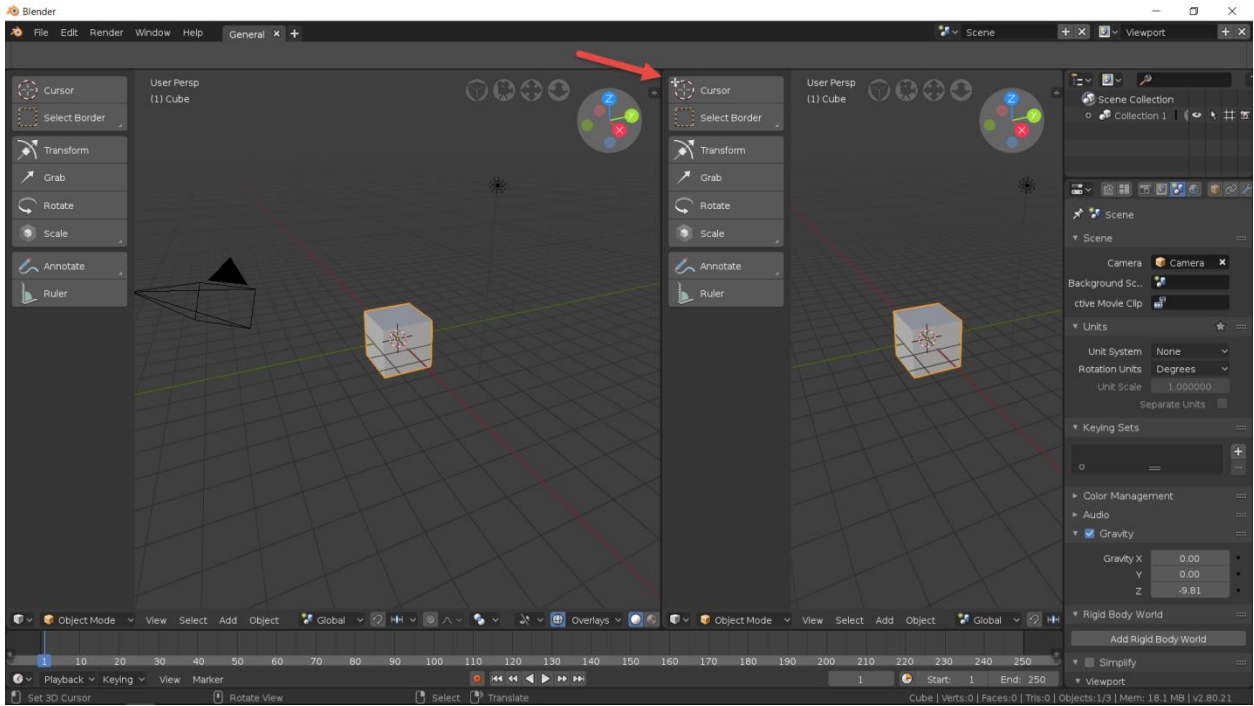 Blender
File Edit Render Window Help General × + Scene Viewport
Cursor
Select Border
Transform
Grab
Rotate
Scale
Annotate
Ruler
User Persp
(1) Cube
Z
Y
X
Cursor
Select Border
Transform
Grab
Rotate
Scale
Annotate
Ruler
User Persp
(1) Cube
Z
Y
X
Scene Collection
Collection 1
Scene
Scene
Camera Camera
Background Sc..
ctive Movie Clip
Units
Unit System None
Rotation Units Degrees
Unit Scale 1.000000
Separate Units
Keying Sets
Color Management
Audio
Gravity
Gravity X 0.00
Y 0.00
Z -9.81
Rigid Body World
Add Rigid Body World
Simplify
Viewport
Object Mode View Select Add Object Global Overlays
Object Mode View Select Add Object Global
1 10 20 30 40 50 60 70 80 90 100 110 120 130 140 150 160 170 180 190 200 210 220 230 240 250
Playback Keying View Marker 1 Start: 1 End: 250
Set 3D Cursor Rotate View Select Translate Cube | Verts:0 | Faces:0 | Tris:0 | Objects:1/3 | Mem: 18.1 MB | v2.80.21